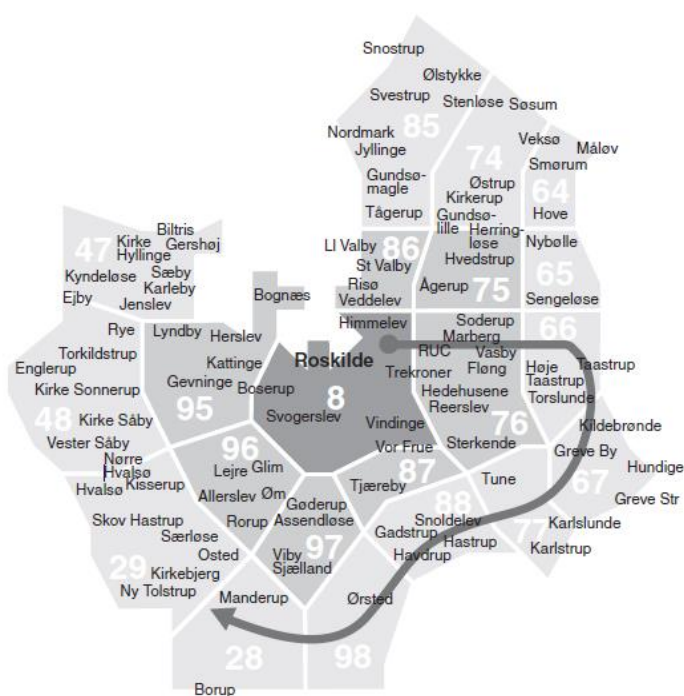 Snostrup
Ølstykke
Svestrup
Stenløse
Søsum
85
Nordmark
Jyllinge
74
Veksø
Måløv
Smørum
Gundsø-
magle
Østrup
Kirkerup
64
Tågerup
Gundsø-
lille
Herring-
løse
Hove
47
Biltris
Kirke
Hyllinge
Gershøj
Ll Valby
86
Hvedstrup
Nybølle
St Valby
65
Kyndeløse
Sæby
Karleby
Ejby
Jenslev
Bognæs
Risø
Veddelev
Ågerup
75
Sengeløse
Rye
Lyndby
Herslev
Himmelev
Soderup
Marberg
66
Torkildstrup
Kattinge
Roskilde
RUC
Vasby
Fløng
Høje
Taastrup
Taastrup
Englerup
Gevninge
Boserup
8
Trekroner
Torslunde
Kirke Sonnerup
95
Svogerslev
Hedehusene
Reerslev
48
Kirke Såby
Vindinge
76
Kildebrønde
Vester Såby
96
Vor Frue
Sterkende
Greve By
Nørre
Hvalsø
Lejre
Glim
87
Hundige
Hvalsø
Kisserup
Tjæreby
Tune
67
Allerslev
Øm
Gøderup
Assendløse
88
Greve Str
Skov Hastrup
Rorup
Snoldelev
77
Karlslunde
Særløse
97
Gadstrup
Hastrup
Karlstrup
29
Osted
Viby
Sjælland
Havdrup
Kirkebjerg
Ny Tolstrup
Manderup
Ørsted
28
98
Borup